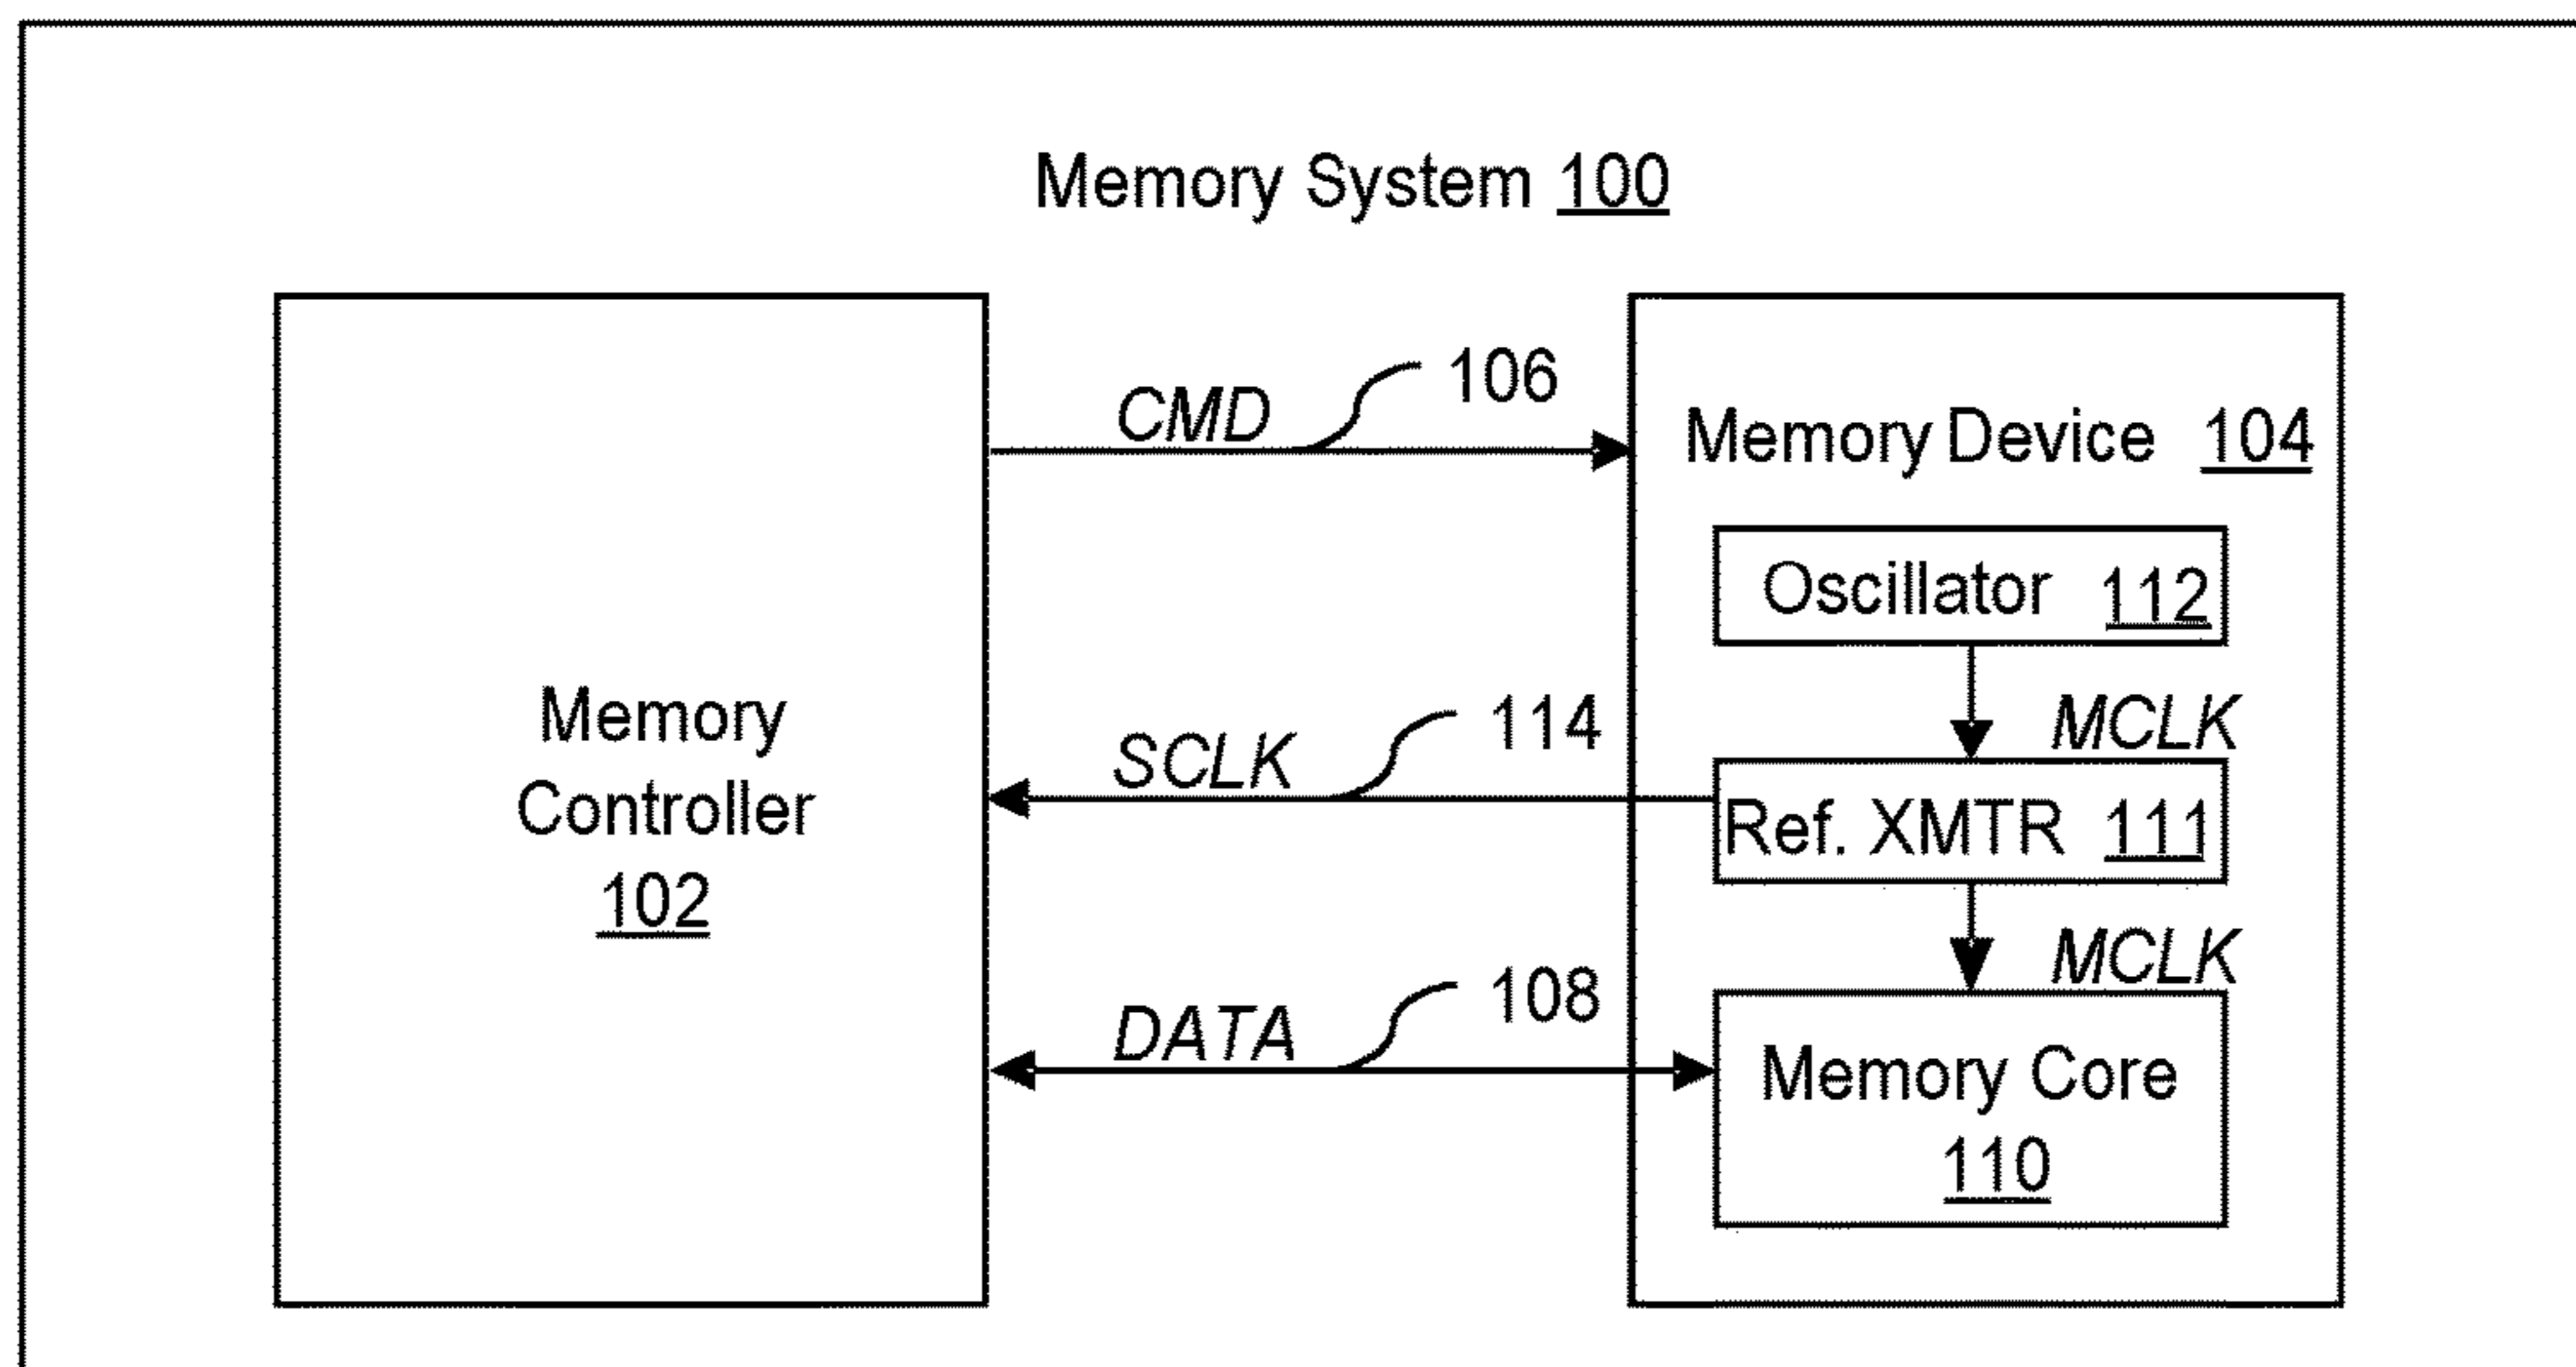 Memory System 100
CMD
106
Memory Device 104
Oscillator 112
MCLK
Memory
Controller
102
SCLK
114
Ref. XMTR 111
MCLK
DATA
108
Memory Core
110